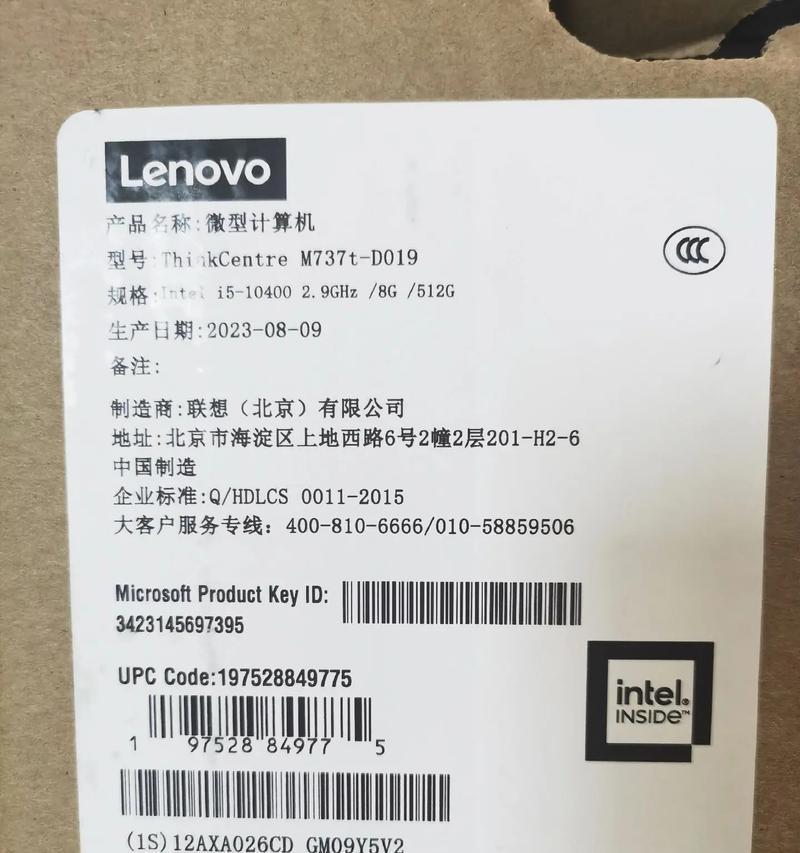 Lenovo
产品名称:微型计算机
型号:ThinkCentre M737t-D019
规格:Intel i5-10400 2.9GHz /8G /512G
生产日期:2023-08-09
备注:
制造商:联想（北京）有限公司
地址:北京市海淀区上地西路6号2幢2层201-H2-6
中国制造
企业标准:Q/HDLCS 0011-2015
大客户服务专线：400-810-6666/010-58859506
Microsoft Product Key ID:
3423145697395
UPC Code:197528849775
1 97528 84977 5
(1S)12AXA026CD GM09Y5V2
CCC
intel.
INSIDE™